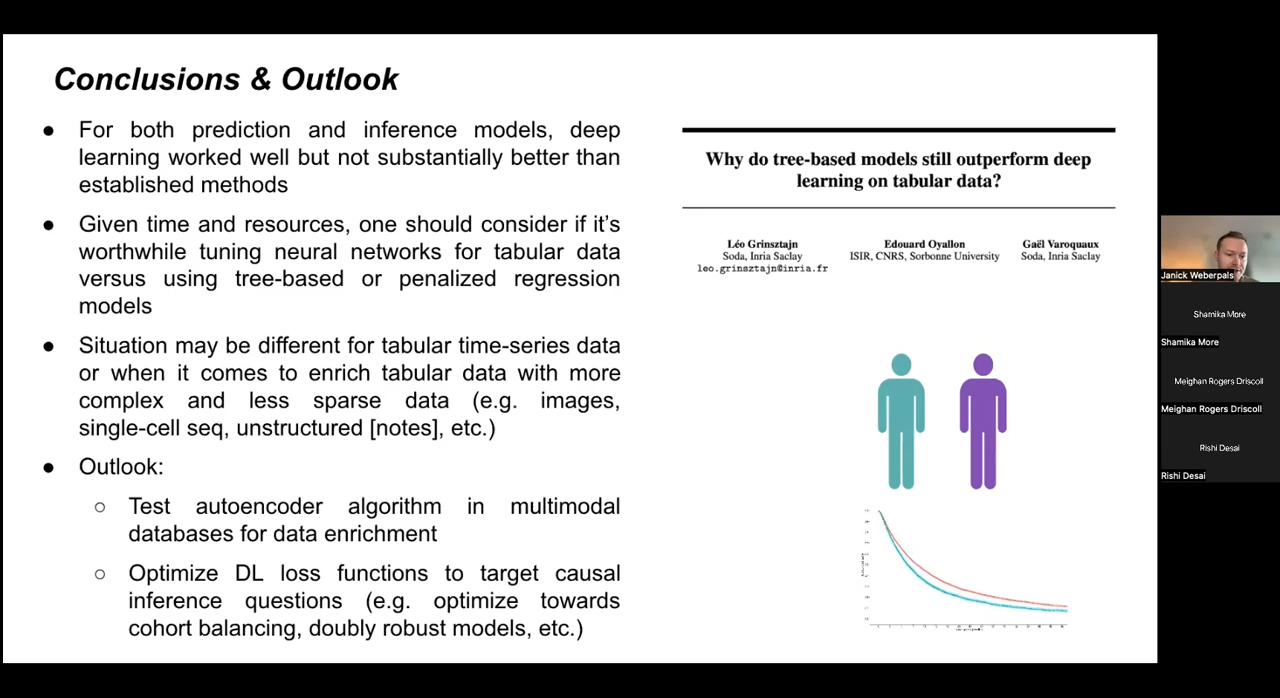 Conclusions & Outlook
● For both prediction and inference models, deep
learning worked well but not substantially better than
established methods
● Given time and resources, one should consider if it's
worthwhile tuning neural networks for tabular data
versus using tree-based or penalized regression
models
● Situation may be different for tabular time-series data
or when it comes to enrich tabular data with more
complex and less sparse data (e.g. images,
single-cell seq, unstructured [notes], etc.)
● Outlook:
○ Test autoencoder algorithm in multimodal
databases for data enrichment
○ Optimize DL loss functions to target causal
inference questions (e.g. optimize towards
cohort balancing, doubly robust models, etc.)
Why do tree-based models still outperform deep
learning on tabular data?
Léo Grinsztajn
Soda, Inria Saclay
leo.grinsztajn@inria.fr
Edouard Oyallon
ISIR, CNRS, Sorbonne University
Gaël Varoquaux
Soda, Inria Saclay
Janick Weberpals
Shamika More
Shamika More
Meighan Rogers Driscoll
Meighan Rogers Driscoll
Rishi Desai
Rishi Desai